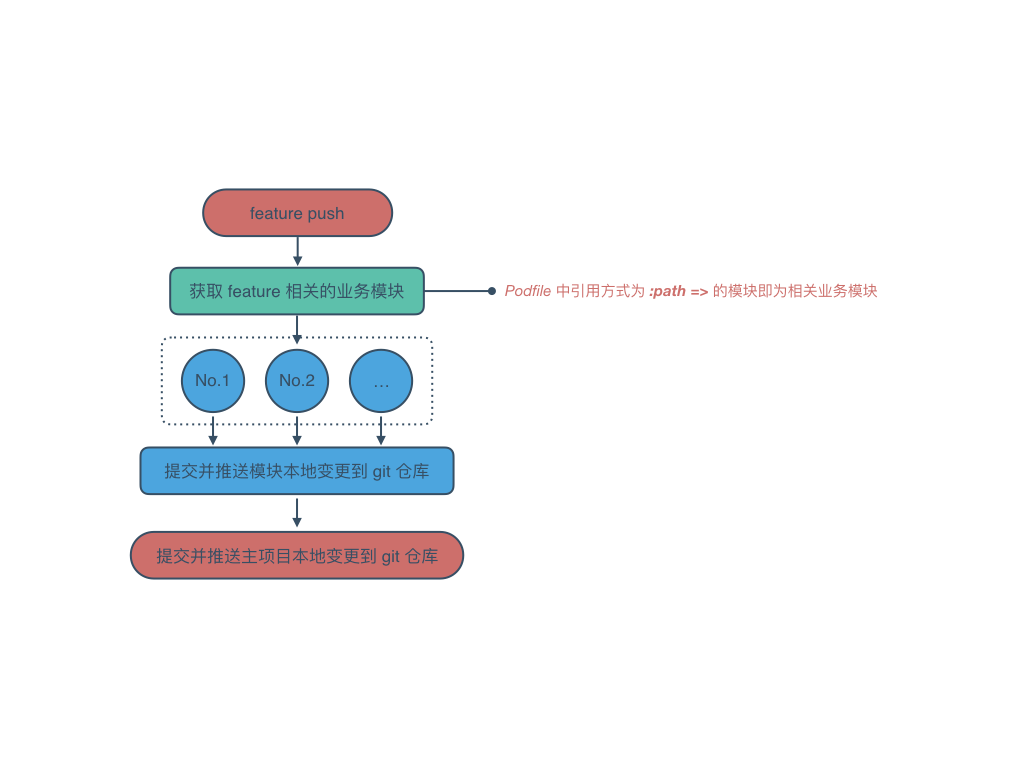 feature push
获取 feature 相关的业务模块
Podfile 中引用方式为 :path => 的模块即为相关业务模块
No.1
No.2
...
提交并推送模块本地变更到 git 仓库
提交并推送主项目本地变更到 git 仓库